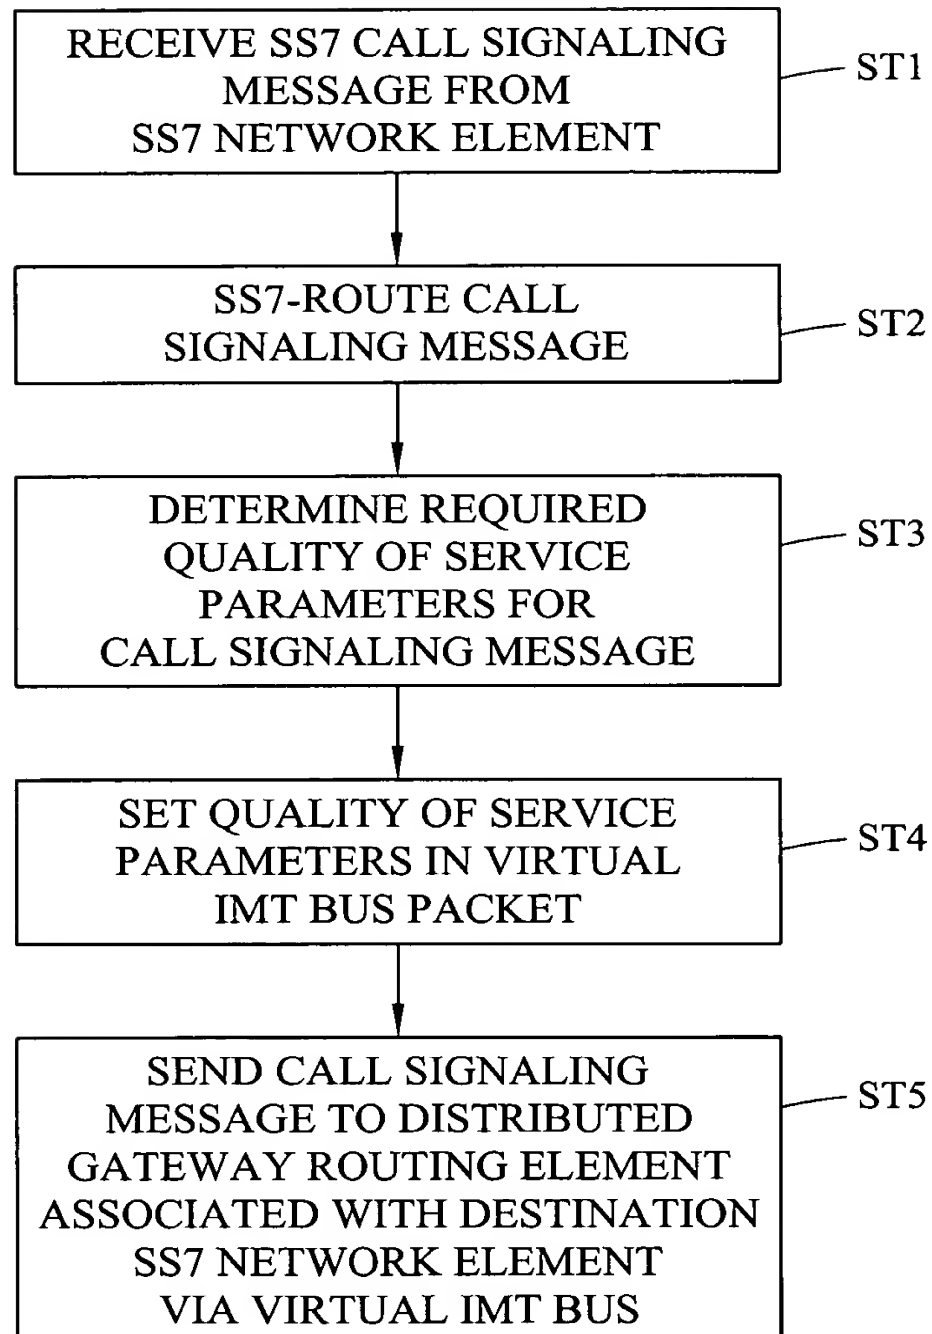 RECEIVE SS7 CALL SIGNALING
MESSAGE FROM
SS7 NETWORK ELEMENT
ST1
SS7-ROUTE CALL
SIGNALING MESSAGE
ST2
DETERMINE REQUIRED
QUALITY OF SERVICE
PARAMETERS FOR
CALL SIGNALING MESSAGE
ST3
SET QUALITY OF SERVICE
PARAMETERS IN VIRTUAL
IMT BUS PACKET
ST4
SEND CALL SIGNALING
MESSAGE TO DISTRIBUTED
GATEWAY ROUTING ELEMENT
ASSOCIATED WITH DESTINATION
SS7 NETWORK ELEMENT
VIA VIRTUAL IMT BUS
ST5